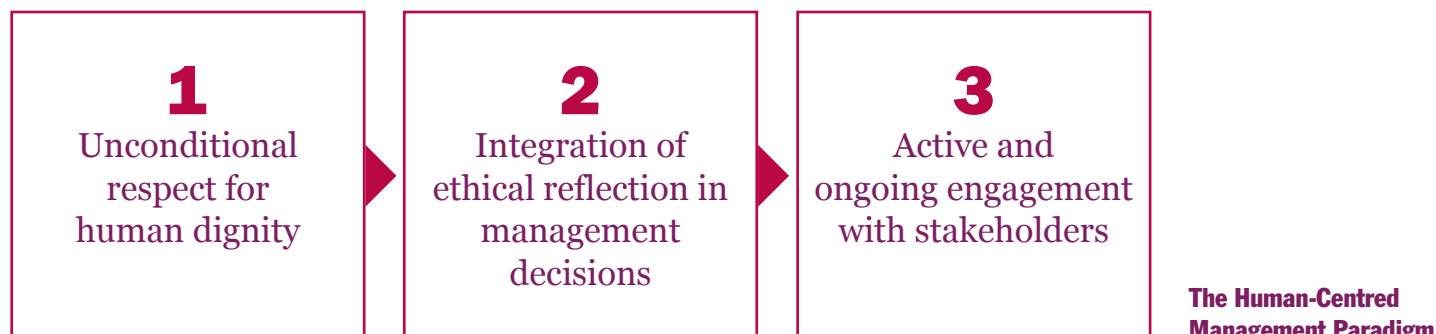 1
Unconditional
respect for
human dignity
2
Integration of
ethical reflection in
management
decisions
3
Active and
ongoing engagement
with stakeholders
The Human-Centred
Management Paradigm